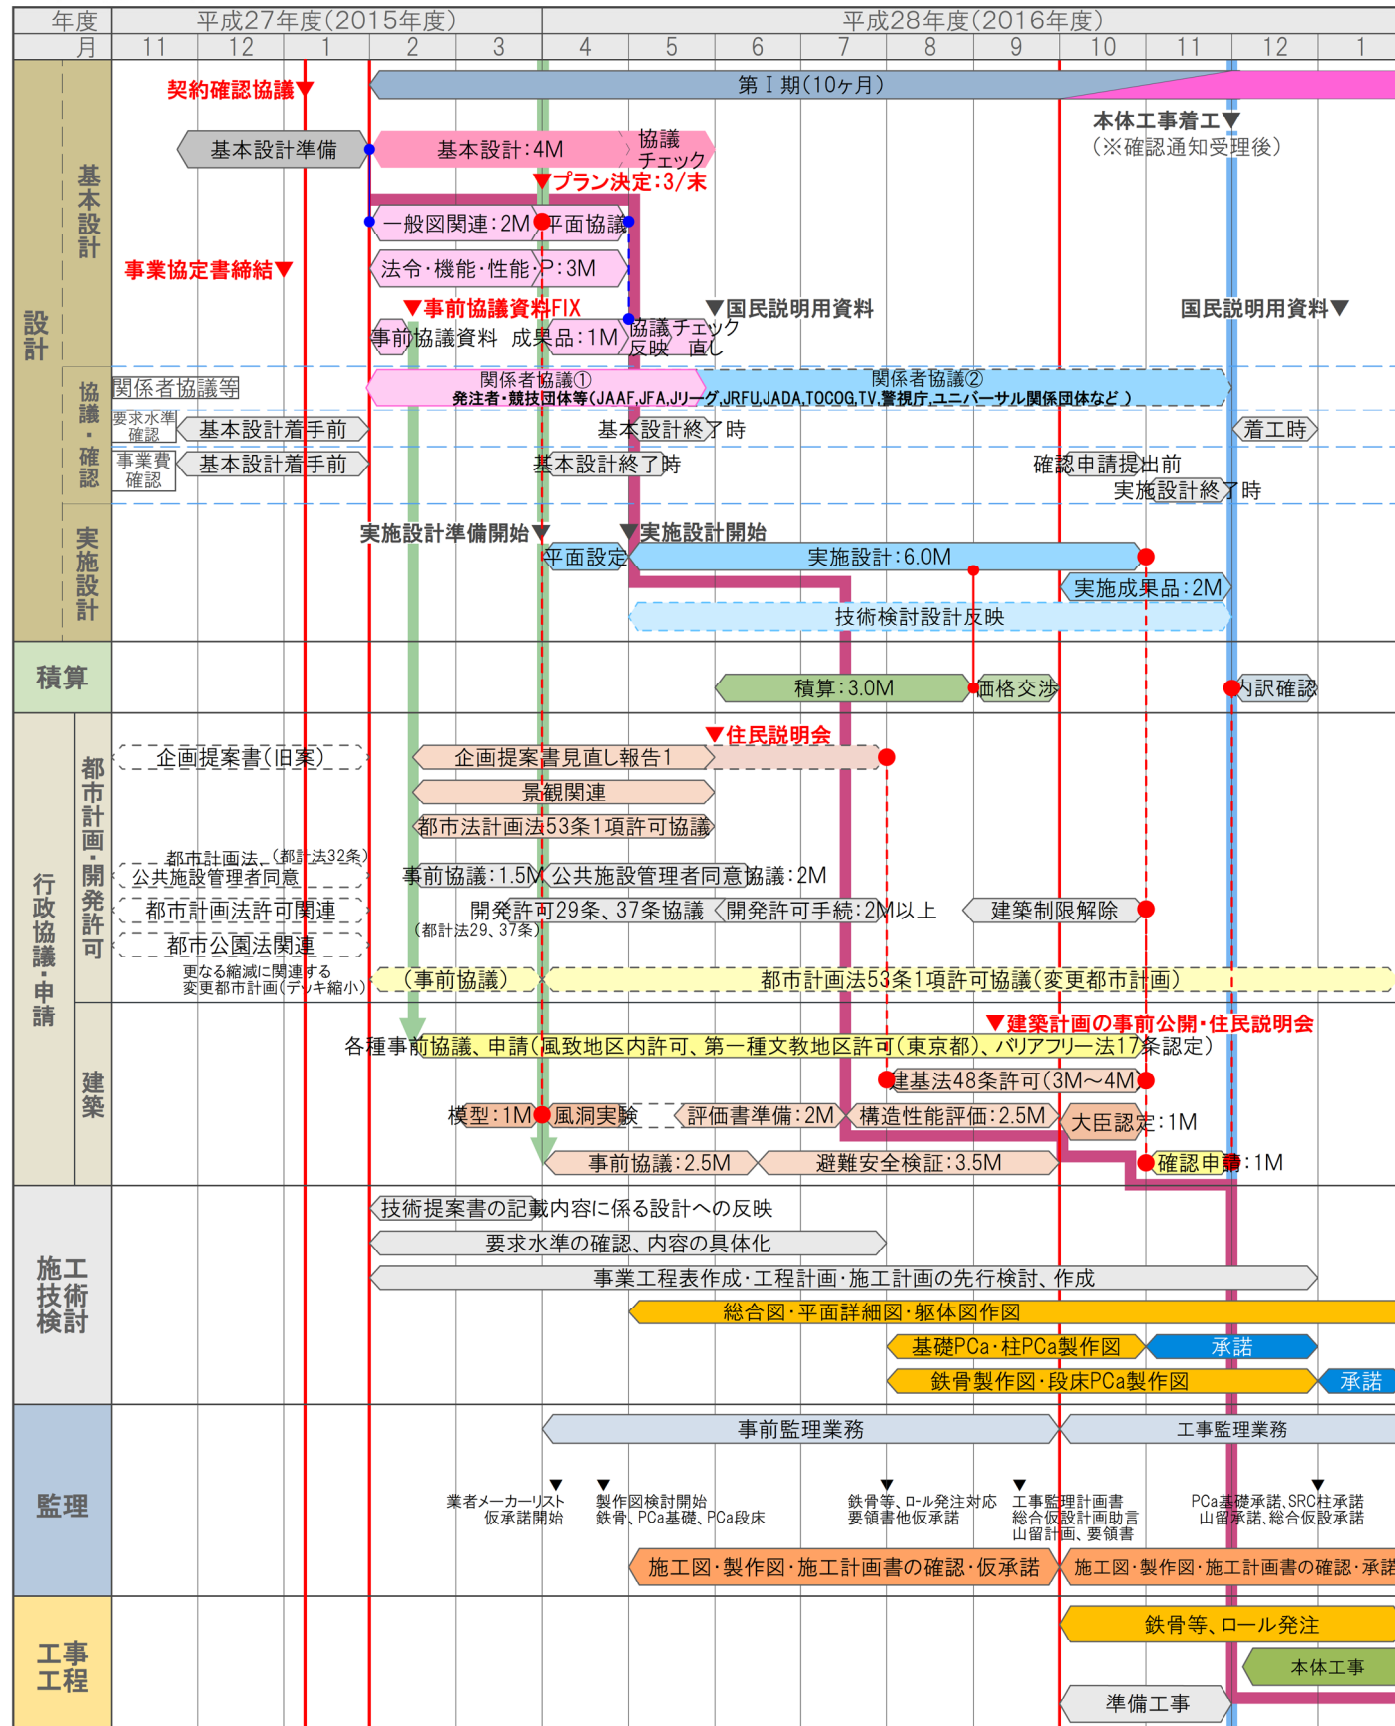 年度
平成27年度(2015年度)
平成28年度(2016年度)
月
11
12
1
2
3
4
5
6
7
8
9
10
11
12
1
設計
基本設計
契約確認協議▼
第Ⅰ期(10ヶ月)
本体工事着工▼
(※確認通知受理後)
基本設計準備
基本設計:4M
協議
チェック
▼プラン決定:3/末
一般図関連:2M
平面協議
事業協定書締結▼
法令・機能・性能・P:3M
▼事前協議資料FIX
▼国民説明用資料
国民説明用資料▼
事前協議資料
成果品:1M
協議
反映
チェック
直し
協議・確認
関係者協議等
関係者協議①
関係者協議②
発注者・競技団体等(JAAF,JFA,Jリーグ,JRFU,JADA,TOCOG,TV,警視庁,ユニバーサル関係団体など)
要求水準
確認
基本設計着手前
基本設計終了時
着工時
事業費
確認
基本設計着手前
基本設計終了時
確認申請提出前
実施設計終了時
実施設計
実施設計準備開始▼
▼実施設計開始
平面設定
実施設計:6.0M
実施成果品:2M
技術検討設計反映
積算
積算:3.0M
価格交渉
内訳確認
行政協議・申請
都市計画・開発許可
▼住民説明会
企画提案書(旧案)
企画提案書見直し報告1
景観関連
都市法計画法53条1項許可協議
都市計画法、(都計法32条)
公共施設管理者同意
事前協議:1.5M
公共施設管理者同意協議:2M
都市計画法許可関連
開発許可29条、37条協議
(都計法29、37条)
開発許可手続:2M以上
建築制限解除
都市公園法関連
更なる縮減に関連する
変更都市計画(デッキ縮小)
(事前協議)
都市計画法53条1項許可協議(変更都市計画)
建築
▼建築計画の事前公開・住民説明会
各種事前協議、申請(風致地区内許可、第一種文教地区許可(東京都)、バリアフリー法17条認定)
建基法48条許可(3M～4M)
模型:1M
風洞実験
評価書準備:2M
構造性能評価:2.5M
大臣認定:1M
事前協議:2.5M
避難安全検証:3.5M
確認申請:1M
施工
技術
検討
技術提案書の記載内容に係る設計への反映
要求水準の確認、内容の具体化
事業工程表作成・工程計画・施工計画の先行検討、作成
総合図・平面詳細図・躯体図作図
基礎PCa・柱PCa製作図
承諾
鉄骨製作図・段床PCa製作図
承諾
監理
事前監理業務
工事監理業務
▼
業者メーカーリスト
仮承諾開始
▼
製作図検討開始
鉄骨、PCa基礎、PCa段床
▼
鉄骨等、ロール発注対応
要領書他仮承諾
▼
工事監理計画書
総合仮設計画助言
山留計画、要領書
▼
PCa基礎承諾、SRC柱承諾
山留承諾、総合仮設承諾
施工図・製作図・施工計画書の確認・仮承諾
施工図・製作図・施工計画書の確認・承諾
工事
工程
鉄骨等、ロール発注
本体工事
準備工事